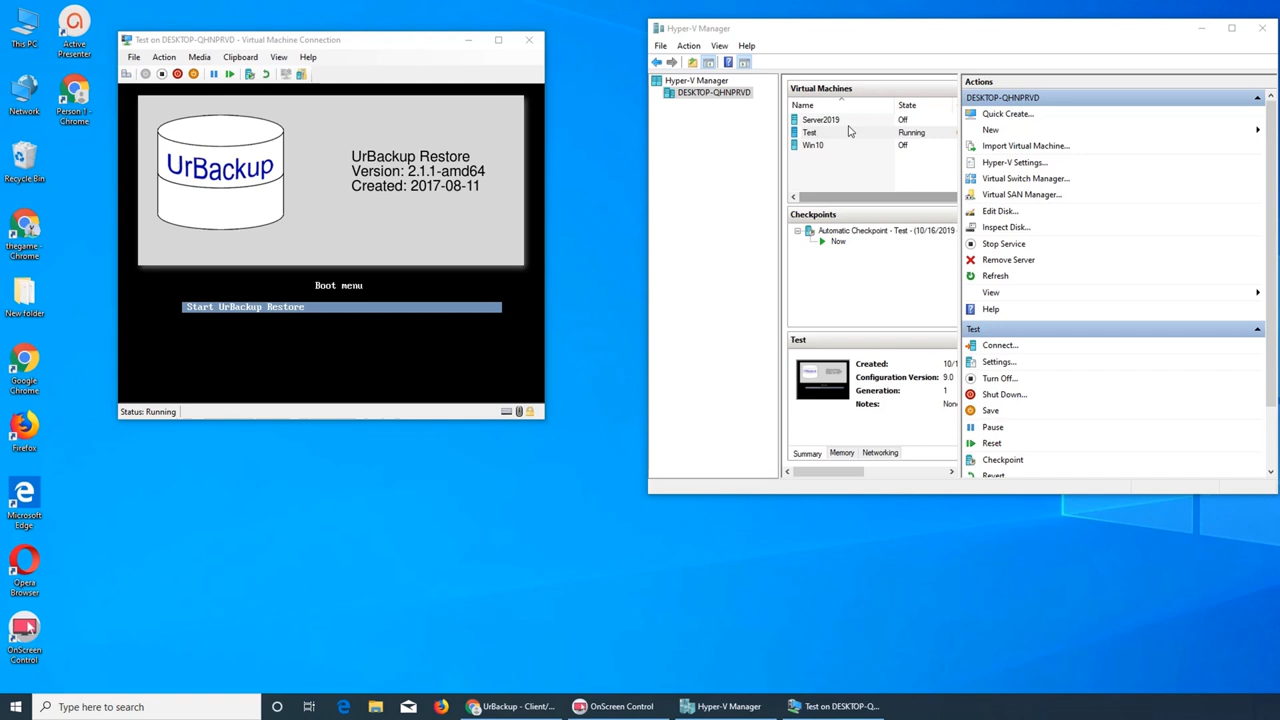 This PC
Active
Presenter
Network
Person 1 -
Chrome
Recycle Bin
thegame -
Chrome
New folder
Google
Chrome
Firefox
Microsoft
Edge
Opera
Browser
OnScreen
Control
Test on DESKTOP-QHNPRVD - Virtual Machine Connection
File Action Media Clipboard View Help
UrBackup
UrBackup Restore
Version: 2.1.1-amd64
Created: 2017-08-11
Boot menu
Start UrBackup Restore
Status: Running
Hyper-V Manager
File Action View Help
Hyper-V Manager
DESKTOP-QHNPRVD
Virtual Machines
Name State
Server2019 Off
Test Running
Win10 Off
Checkpoints
Automatic Checkpoint - Test - (10/16/2019
Now
Test
Created: 10/1
Configuration Version: 9.0
Generation: 1
Notes: Non
Summary Memory Networking
Actions
DESKTOP-QHNPRVD
Quick Create...
New
Import Virtual Machine...
Hyper-V Settings...
Virtual Switch Manager...
Virtual SAN Manager...
Edit Disk...
Inspect Disk...
Stop Service
Remove Server
Refresh
View
Help
Test
Connect...
Settings...
Turn Off...
Shut Down...
Save
Pause
Reset
Checkpoint
Revert
Type here to search
UrBackup - Client/...
OnScreen Control
Hyper-V Manager
Test on DESKTOP-Q...